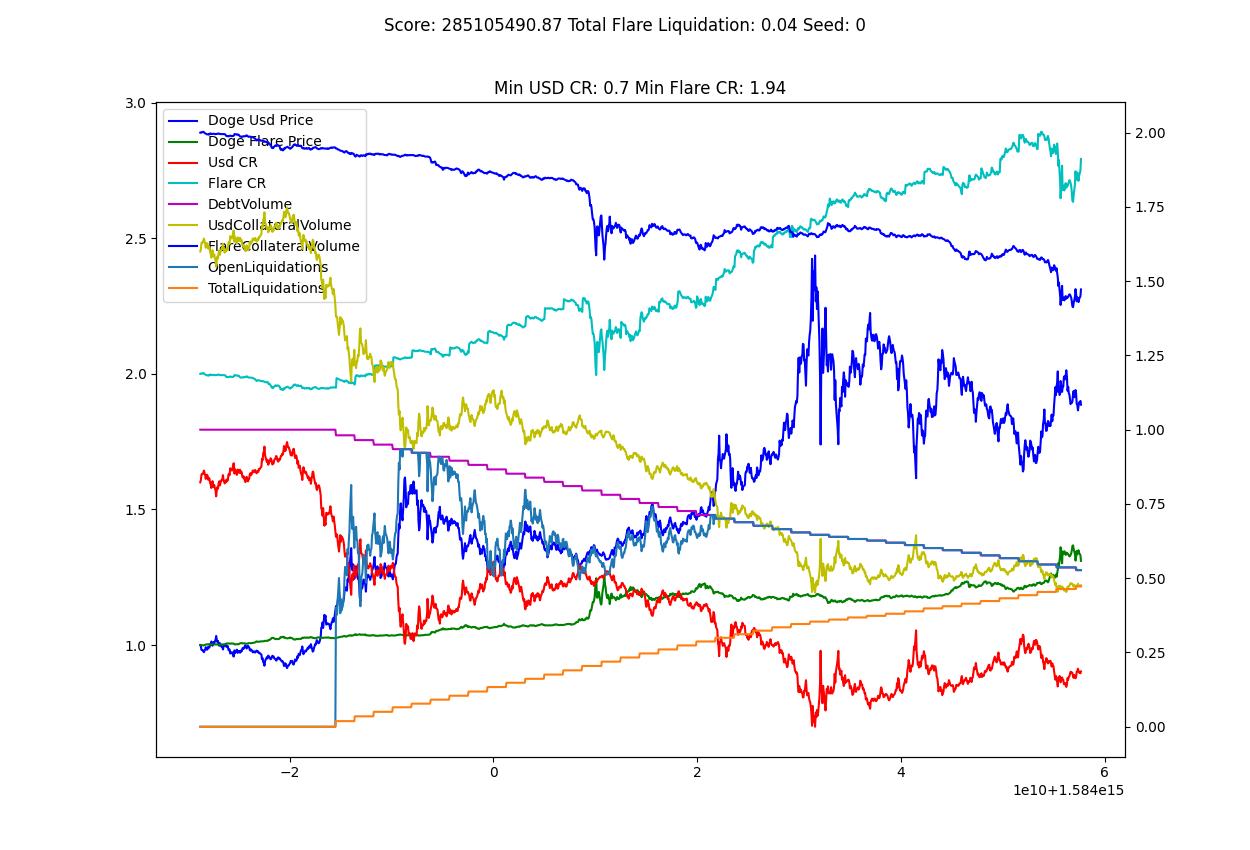 Score: 285105490.87 Total Flare Liquidation: 0.04 Seed: 0
Min USD CR: 0.7 Min Flare CR: 1.94
3.0
2.5
2.0
1.5
1.0
Doge Usd Price
Doge Flare Price
Usd CR
Flare CR
DebtVolume
UsdCollateralVolume
FlareCollateralVolume
OpenLiquidations
TotalLiquidations
2.00
1.75
1.50
1.25
1.00
0.75
0.50
0.25
0.00
−2 0 2 4 6
1e10+1.584e15